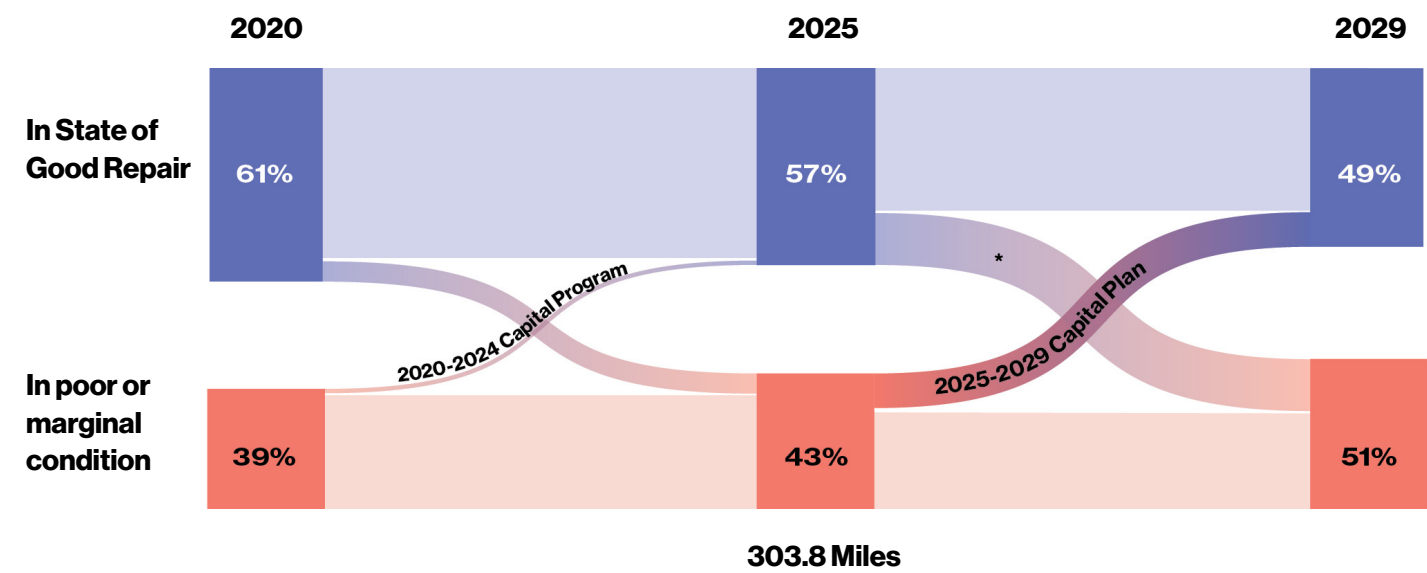 2020
2025
2029
In State of
Good Repair
61%
57%
49%
*
2020-2024 Capital Program
2025-2029 Capital Plan
In poor or
marginal
condition
39%
43%
51%
303.8 Miles